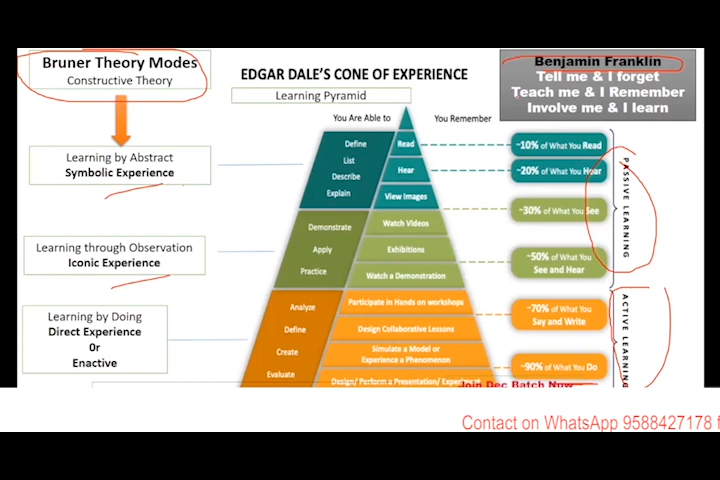 Bruner Theory Modes
Constructive Theory
Learning by Abstract
Symbolic Experience
Learning through Observation
Iconic Experience
Learning by Doing
Direct Experience
0r
Enactive
EDGAR DALE'S CONE OF EXPERIENCE
Learning Pyramid
You Are Able to
You Remember
Define
List
Describe
Explain
Demonstrate
Apply
Practice
Analyze
Define
Create
Evaluate
Read
Hear
View Images
Watch Videos
Exhibitions
Watch a Demonstration
Participate in Hands on workshops
Design Collaborative Lessons
Simulate a Model or
Experience a Phenomenon
Design/ Perform a Presentation/
~10% of What You Read
~20% of What You Hear
~30% of What You See
~50% of What You
See and Hear
~70% of What You
Say and Write
~90% of What You Do
PASSIVE LEARNING
ACTIVE LEARNING
Benjamin Franklin
Tell me & I forget
Teach me & I Remember
Involve me & I learn
Join Dec Batch Now
Contact on WhatsApp 9588427178 f